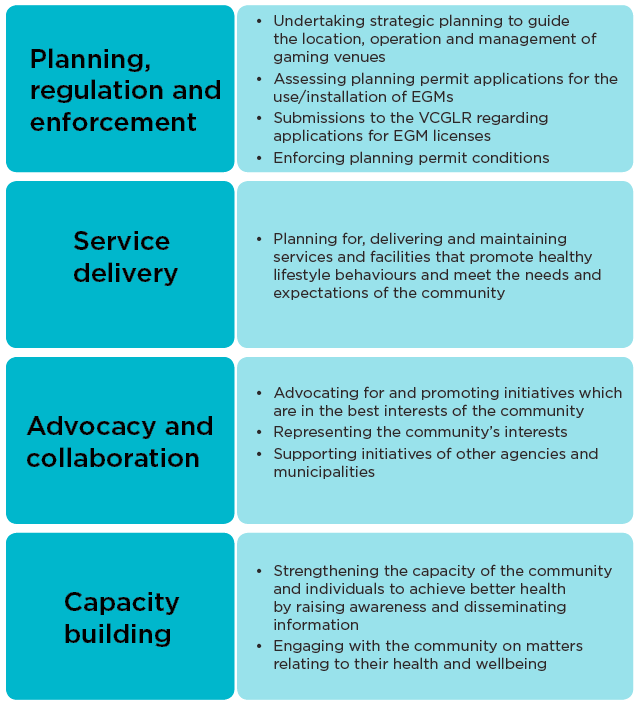 Planning,
regulation and
enforcement
• Undertaking strategic planning to guide
the location, operation and management of
gaming venues
• Assessing planning permit applications for the
use/installation of EGMs
• Submissions to the VCGLR regarding
applications for EGM licenses
• Enforcing planning permit conditions
Service
delivery
• Planning for, delivering and maintaining
services and facilities that promote healthy
lifestyle behaviours and meet the needs and
expectations of the community
Advocacy and
collaboration
• Advocating for and promoting initiatives which
are in the best interests of the community
• Representing the community's interests
• Supporting initiatives of other agencies and
municipalities
Capacity
building
• Strengthening the capacity of the community
and individuals to achieve better health
by raising awareness and disseminating
information
• Engaging with the community on matters
relating to their health and wellbeing